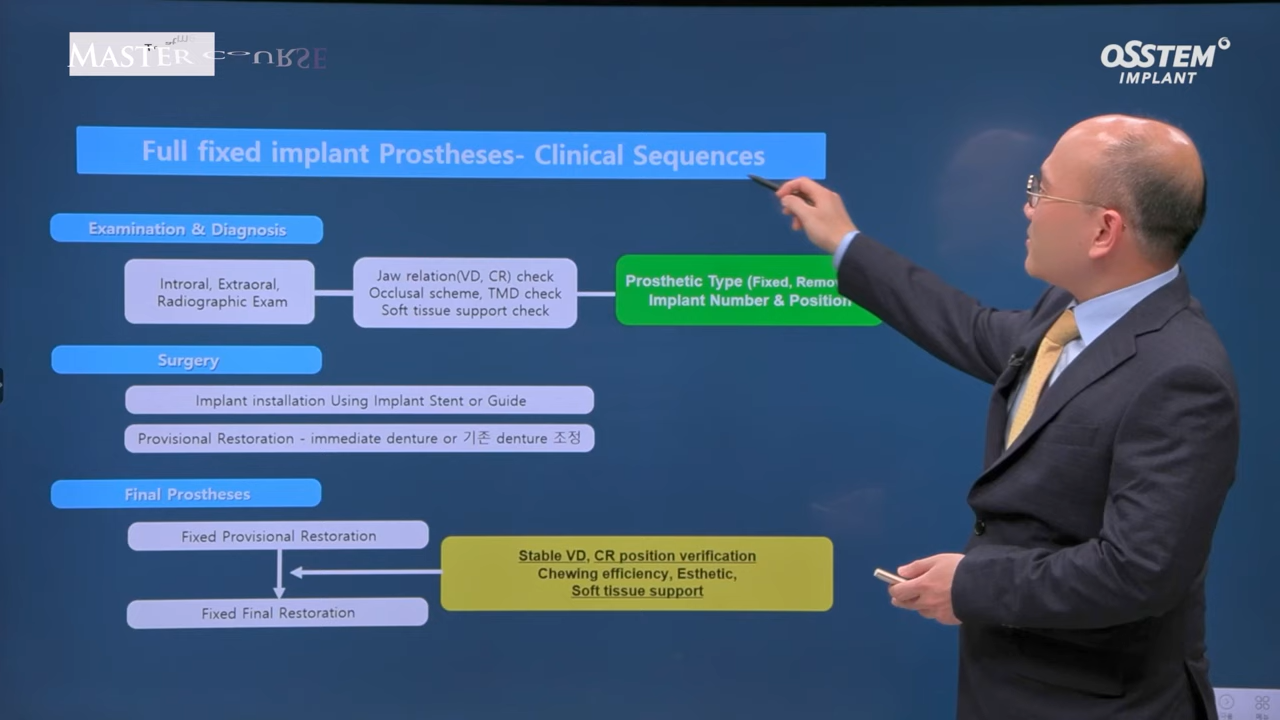 MASTER COURSE
OSSTEM
IMPLANT
Full fixed implant Prostheses- Clinical Sequences
Examination & Diagnosis
Introral, Extraoral,
Radiographic Exam
Jaw relation(VD, CR) check
Occlusal scheme, TMD check
Soft tissue support check
Prosthetic Type (Fixed, Remo
Implant Number & Position
Surgery
Implant installation Using Implant Stent or Guide
Provisional Restoration - immediate denture or 기존 denture 조정
Final Prostheses
Fixed Provisional Restoration
Stable VD, CR position verification
Chewing efficiency, Esthetic,
Soft tissue support
Fixed Final Restoration